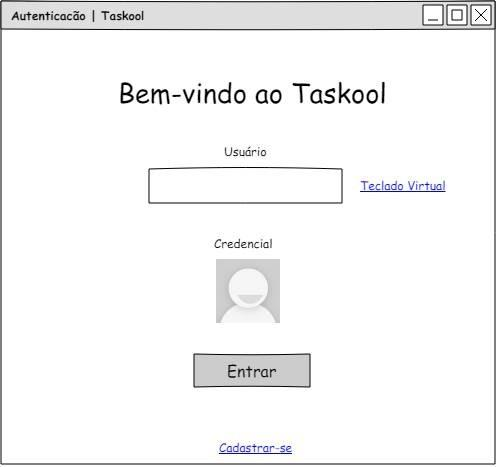 Autenticacão | Taskool
Bem-vindo ao Taskool
Usuário
Teclado Virtual
Credencial
Entrar
Cadastrar-se